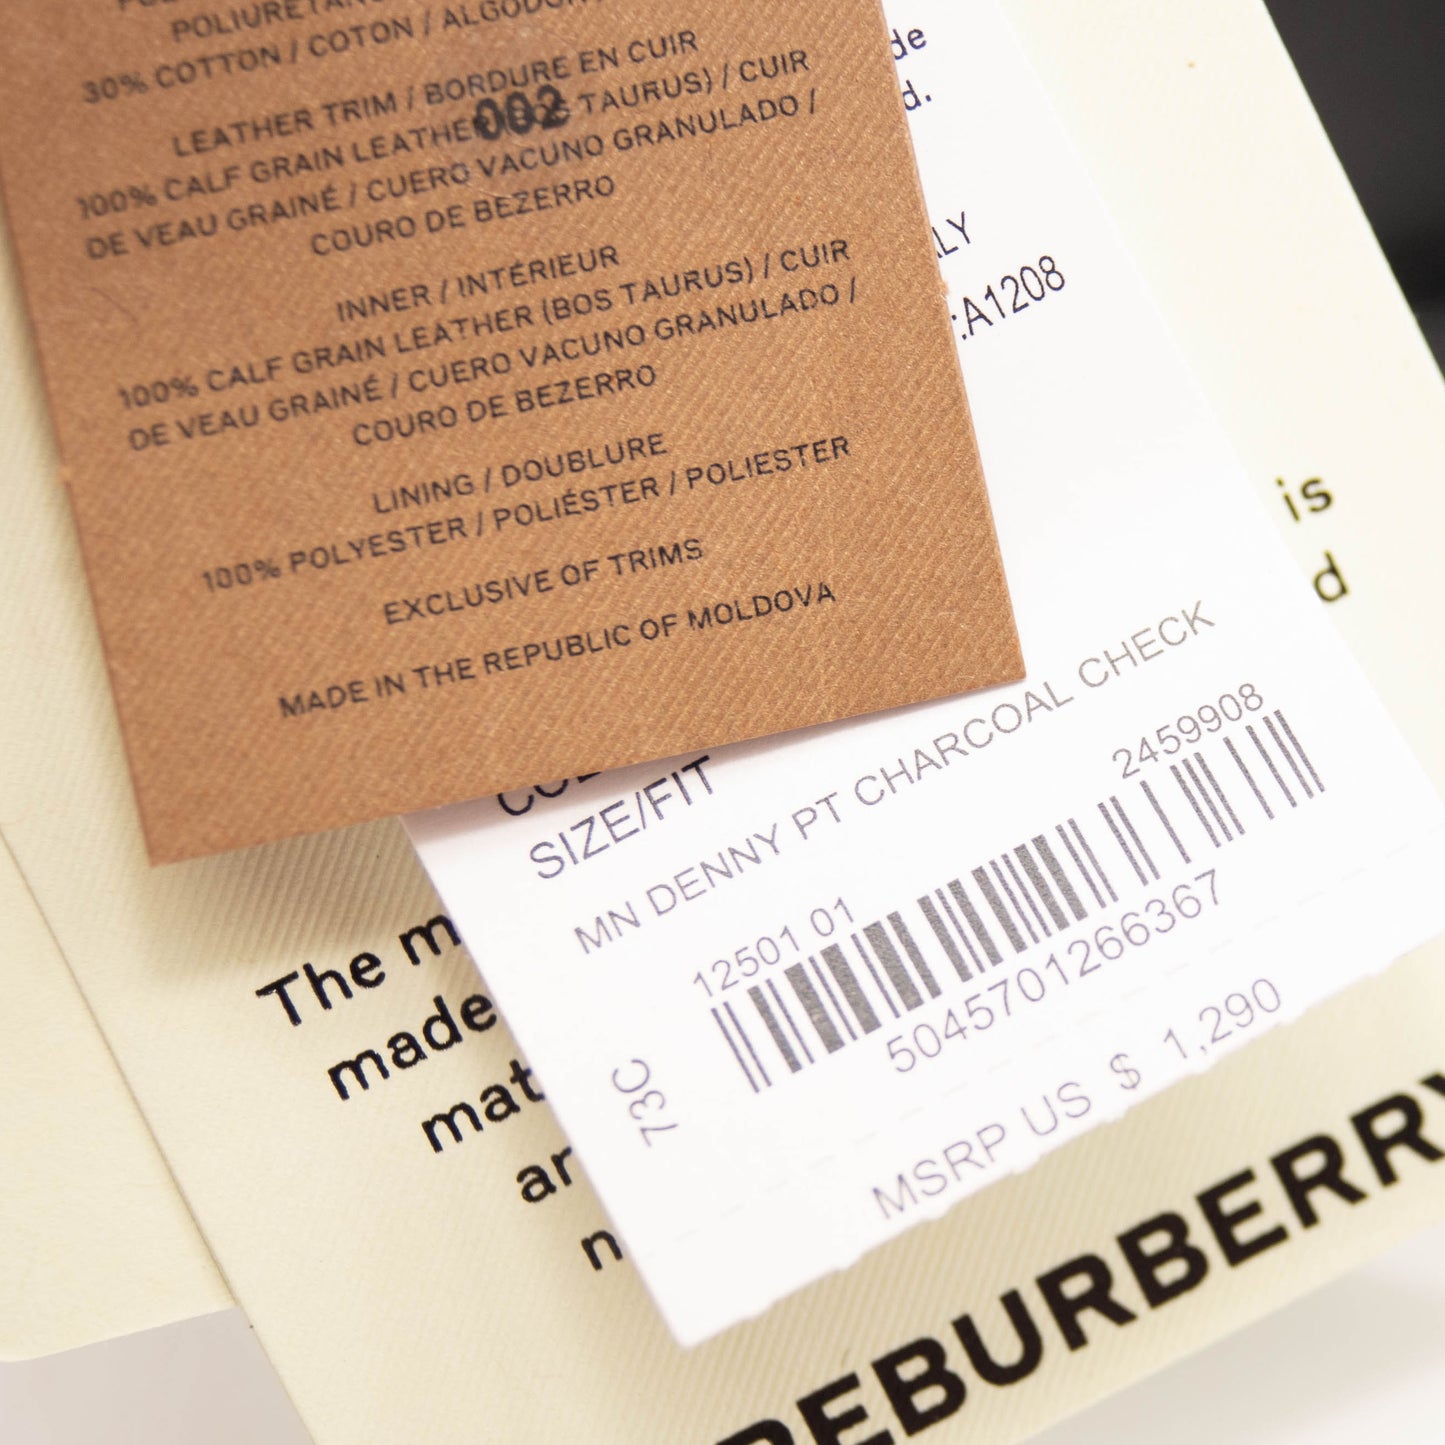 POLIURETANO
30% COTTON / COTON / ALGODÓN /
LEATHER TRIM / BORDURE EN CUIR
100% CALF GRAIN LEATHER (BOS TAURUS) / CUIR
002
DE VEAU GRAINÉ / CUERO VACUNO GRANULADO /
COURO DE BEZERRO
INNER / INTÉRIEUR
100% CALF GRAIN LEATHER (BOS TAURUS) / CUIR
DE VEAU GRAINÉ / CUERO VACUNO GRANULADO /
COURO DE BEZERRO
LINING / DOUBLURE
100% POLYESTER / POLIÉSTER / POLIESTER
EXCLUSIVE OF TRIMS
MADE IN THE REPUBLIC OF MOLDOVA
de
d.
LY
:A1208
SIZE/FIT
MN DENNY PT CHARCOAL CHECK
12501 01
2459908
5045701266367
73C
MSRP US $ 1,290
is
d
The m
made
mat
ar
n
BURBERRY